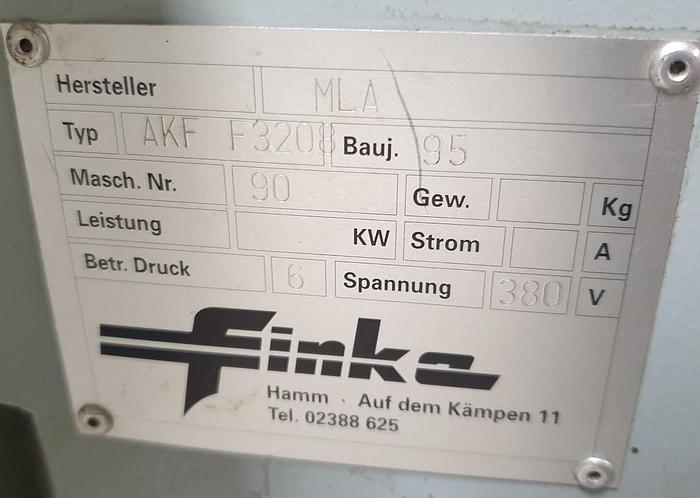 Hersteller MLA
Typ AKF F3208 Bauj. 95
Masch. Nr. 90 Gew. Kg
Leistung KW Strom A
Betr. Druck 6 Spannung 380 V
Finke
Hamm · Auf dem Kämpen 11
Tel. 02388 625